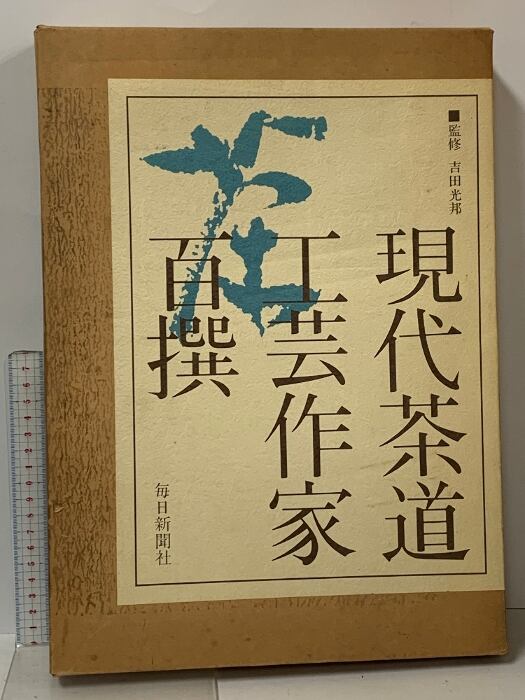 ■監修 吉田光邦
現代茶道
工芸作家
百撰
毎日新聞社